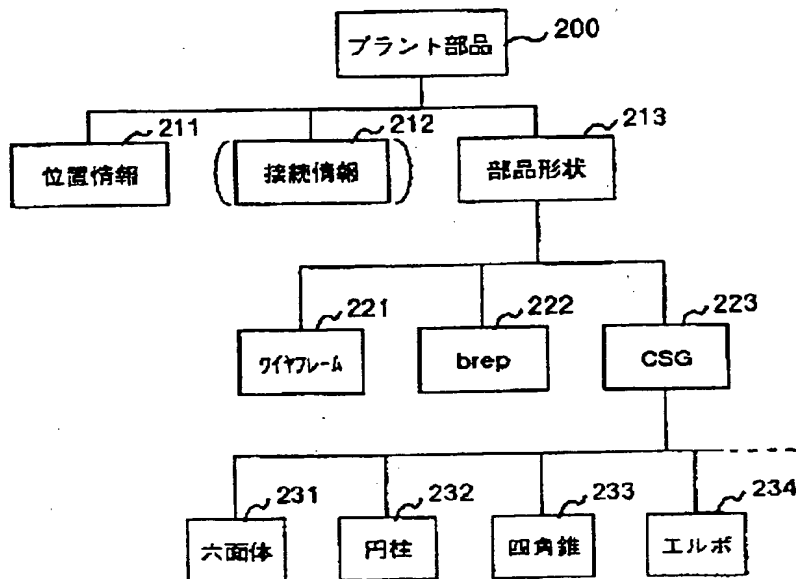 プラント部品
200
211
212
213
位置情報
接続情報
部品形状
221
222
223
ワイヤフレーム
brep
CSG
231
232
233
234
六面体
円柱
四角錐
エルボ